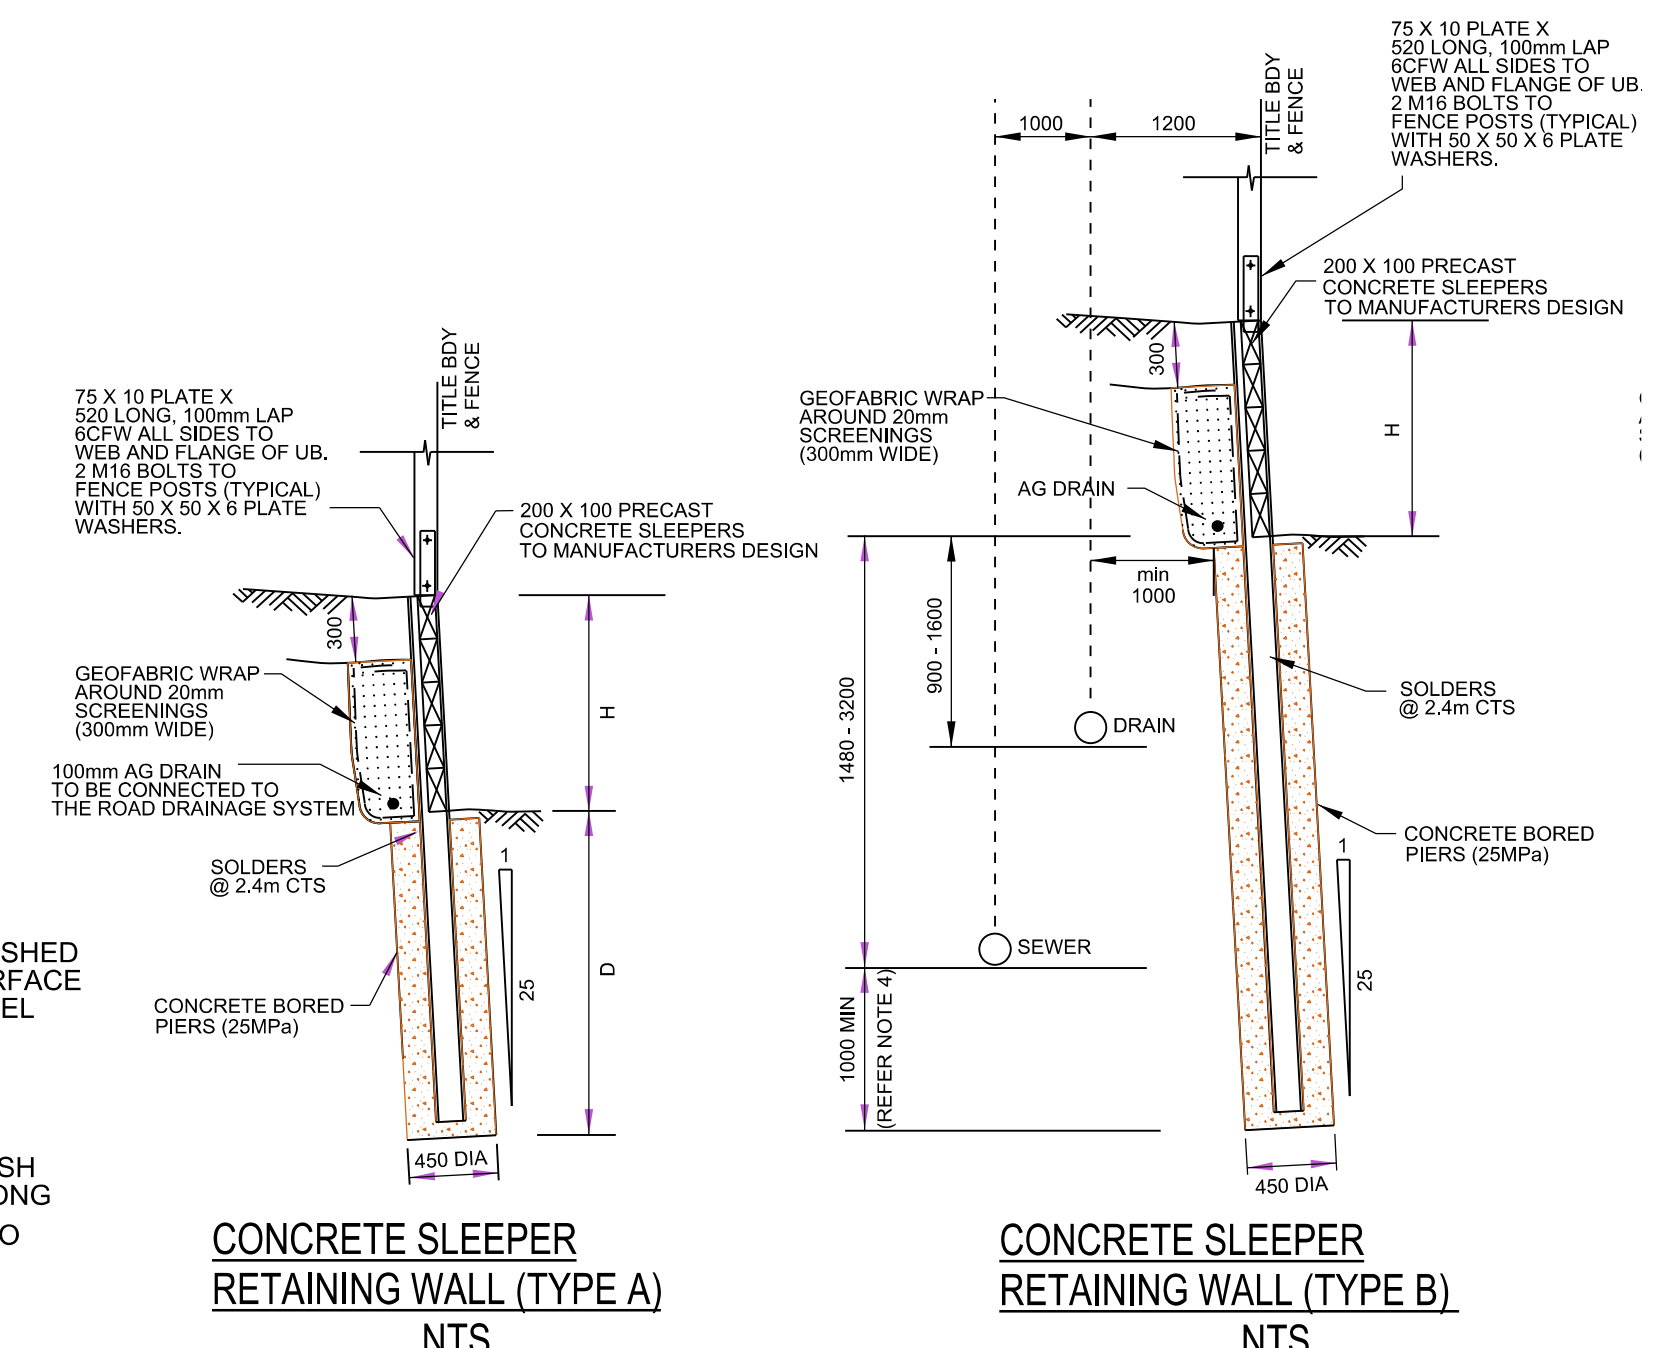 75 X 10 PLATE X
520 LONG, 100mm LAP
6CFW ALL SIDES TO
WEB AND FLANGE OF UB.
2 M16 BOLTS TO
FENCE POSTS (TYPICAL)
WITH 50 X 50 X 6 PLATE
WASHERS.
TITLE BDY
& FENCE
200 X 100 PRECAST
CONCRETE SLEEPERS
TO MANUFACTURERS DESIGN
300
H
GEOFABRIC WRAP
AROUND 20mm
SCREENINGS
(300mm WIDE)
100mm AG DRAIN
TO BE CONNECTED TO
THE ROAD DRAINAGE SYSTEM
SOLDERS
@ 2.4m CTS
1
25
D
CONCRETE BORED
PIERS (25MPa)
450 DIA
SHED
RFACE
EL
SH
ONG
O
CONCRETE SLEEPER
RETAINING WALL (TYPE A)
NTS
75 X 10 PLATE X
520 LONG, 100mm LAP
6CFW ALL SIDES TO
WEB AND FLANGE OF UB.
2 M16 BOLTS TO
FENCE POSTS (TYPICAL)
WITH 50 X 50 X 6 PLATE
WASHERS.
1000
1200
TITLE BDY
& FENCE
200 X 100 PRECAST
CONCRETE SLEEPERS
TO MANUFACTURERS DESIGN
300
H
GEOFABRIC WRAP
AROUND 20mm
SCREENINGS
(300mm WIDE)
AG DRAIN
min
1000
900 - 1600
1480 - 3200
DRAIN
SOLDERS
@ 2.4m CTS
CONCRETE BORED
PIERS (25MPa)
1
25
SEWER
1000 MIN
(REFER NOTE 4)
450 DIA
CONCRETE SLEEPER
RETAINING WALL (TYPE B)
NTS